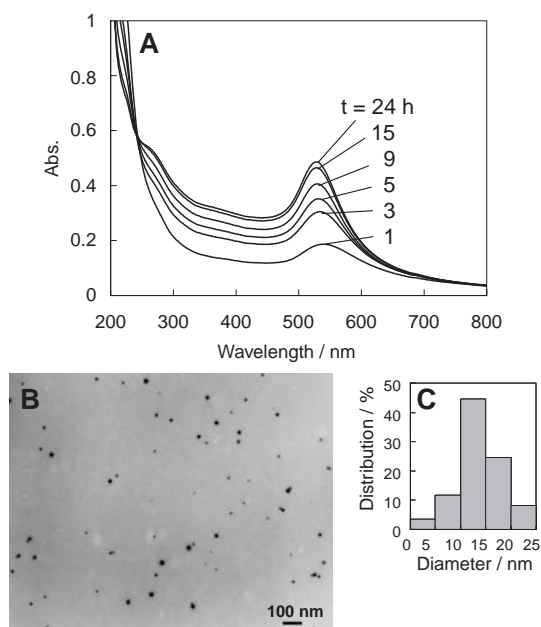 A
1
0.8
0.6
0.4
0.2
0
Abs.
t = 24 h
15
9
5
3
1
200 300 400 500 600 700 800
Wavelength / nm
B
100 nm
C
50
40
30
20
10
0
Distribution / %
0 5 10 15 20 25
Diameter / nm